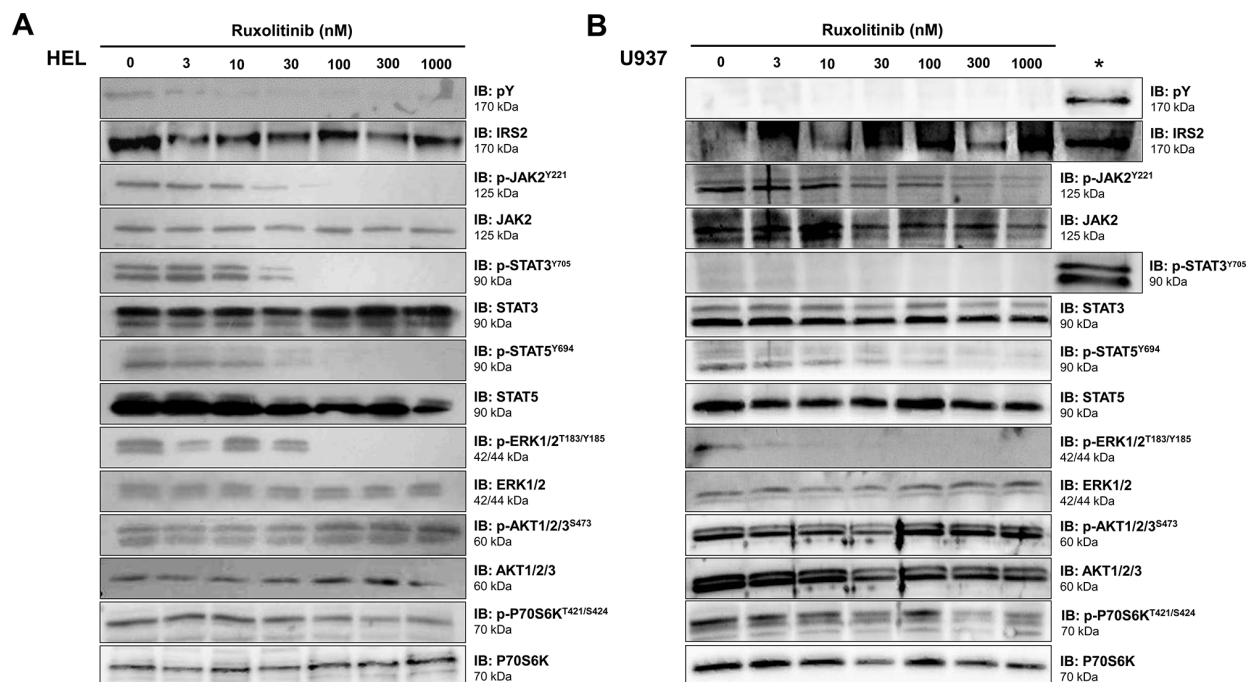 A
Ruxolitinib (nM)
HEL
0 3 10 30 100 300 1000
IB: pY
170 kDa
IB: IRS2
170 kDa
IB: p-JAK2Y221
125 kDa
IB: JAK2
125 kDa
IB: p-STAT3Y705
90 kDa
IB: STAT3
90 kDa
IB: p-STAT5Y694
90 kDa
IB: STAT5
90 kDa
IB: p-ERK1/2T183/Y185
42/44 kDa
IB: ERK1/2
42/44 kDa
IB: p-AKT1/2/3S473
60 kDa
IB: AKT1/2/3
60 kDa
IB: p-P70S6KT421/S424
70 kDa
IB: P70S6K
70 kDa
B
Ruxolitinib (nM)
U937
0 3 10 30 100 300 1000 *
IB: pY
170 kDa
IB: IRS2
170 kDa
IB: p-JAK2Y221
125 kDa
IB: JAK2
125 kDa
IB: p-STAT3Y705
90 kDa
IB: STAT3
90 kDa
IB: p-STAT5Y694
90 kDa
IB: STAT5
90 kDa
IB: p-ERK1/2T183/Y185
42/44 kDa
IB: ERK1/2
42/44 kDa
IB: p-AKT1/2/3S473
60 kDa
IB: AKT1/2/3
60 kDa
IB: p-P70S6KT421/S424
70 kDa
IB: P70S6K
70 kDa